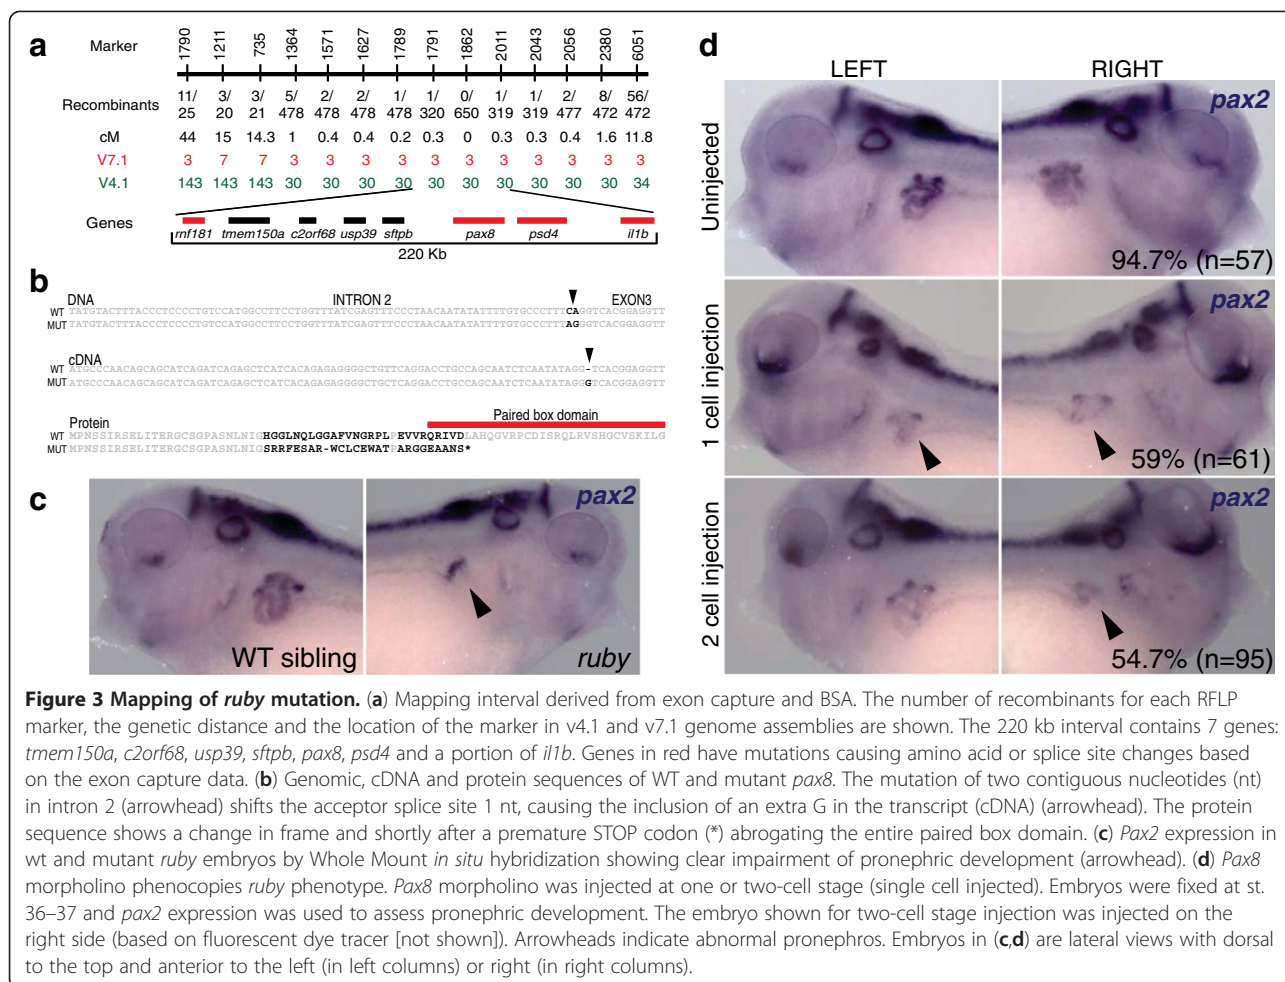 a
Marker 1790 1211 735 1364 1571 1627 1789 1791 1862 2011 2043 2056 2380 6051
Recombinants 11/25 3/20 3/21 5/478 2/478 2/478 1/478 1/320 0/650 1/319 1/319 2/477 8/472 56/472
cM 44 15 14.3 1 0.4 0.4 0.2 0.3 0 0.3 0.3 0.4 1.6 11.8
V7.1 3 7 7 3 3 3 3 3 3 3 3 3 3 3
V4.1 143 143 143 30 30 30 30 30 30 30 30 30 30 34
Genes rnf181 tmem150a c2orf68 usp39 sftpb pax8 psd4 il1b
220 Kb
b
DNA INTRON 2 EXON3
WT TATGTACTTTACCCTCCCCTGTCCATGGCCTTCCTGGTTTATCGAGTTTCCCTAACAATATATTTTGTGCCCTTTCAGGTCACGGAGGTT
MUT TATGTACTTTACCCTCCCCTGTCCATGGCCTTCCTGGTTTATCGAGTTTCCCTAACAATATATTTTGTGCCCTTTAGGGTCACGGAGGTT
cDNA
WT ATGCCCAACAGCAGCATCAGATCAGAGCTCATCACAGAGAGGGGCTGTTCAGGACCTGCCAGCAATCTCAATATAGG-TCACGGAGGTT
MUT ATGCCCAACAGCAGCATCAGATCAGAGCTCATCACAGAGAGGGGCTGCTCAGGACCTGCCAGCAATCTCAATATAGGGTCACGGAGGTT
Protein Paired box domain
WT MPNSSIRSELITERGCSGPASNLNIGHGGLNQLGGAFVNGRPLPEVVRQRIVDLAHQGVRPCDISRQLRVSHGCVSKILG
MUT MPNSSIRSELITERGCSGPASNLNIGSRRFESAR-WCLCEWATPARGGEAANS*
c
pax2
WT sibling ruby
d
LEFT RIGHT
Uninjected
pax2
94.7% (n=57)
1 cell injection
pax2
59% (n=61)
2 cell injection
pax2
54.7% (n=95)
Figure 3 Mapping of ruby mutation. (a) Mapping interval derived from exon capture and BSA. The number of recombinants for each RFLP
marker, the genetic distance and the location of the marker in v4.1 and v7.1 genome assemblies are shown. The 220 kb interval contains 7 genes:
tmem150a, c2orf68, usp39, sftpb, pax8, psd4 and a portion of il1b. Genes in red have mutations causing amino acid or splice site changes based
on the exon capture data. (b) Genomic, cDNA and protein sequences of WT and mutant pax8. The mutation of two contiguous nucleotides (nt)
in intron 2 (arrowhead) shifts the acceptor splice site 1 nt, causing the inclusion of an extra G in the transcript (cDNA) (arrowhead). The protein
sequence shows a change in frame and shortly after a premature STOP codon (*) abrogating the entire paired box domain. (c) Pax2 expression in
wt and mutant ruby embryos by Whole Mount in situ hybridization showing clear impairment of pronephric development (arrowhead). (d) Pax8
morpholino phenocopies ruby phenotype. Pax8 morpholino was injected at one or two-cell stage (single cell injected). Embryos were fixed at st.
36–37 and pax2 expression was used to assess pronephric development. The embryo shown for two-cell stage injection was injected on the
right side (based on fluorescent dye tracer [not shown]). Arrowheads indicate abnormal pronephros. Embryos in (c,d) are lateral views with dorsal
to the top and anterior to the left (in left columns) or right (in right columns).